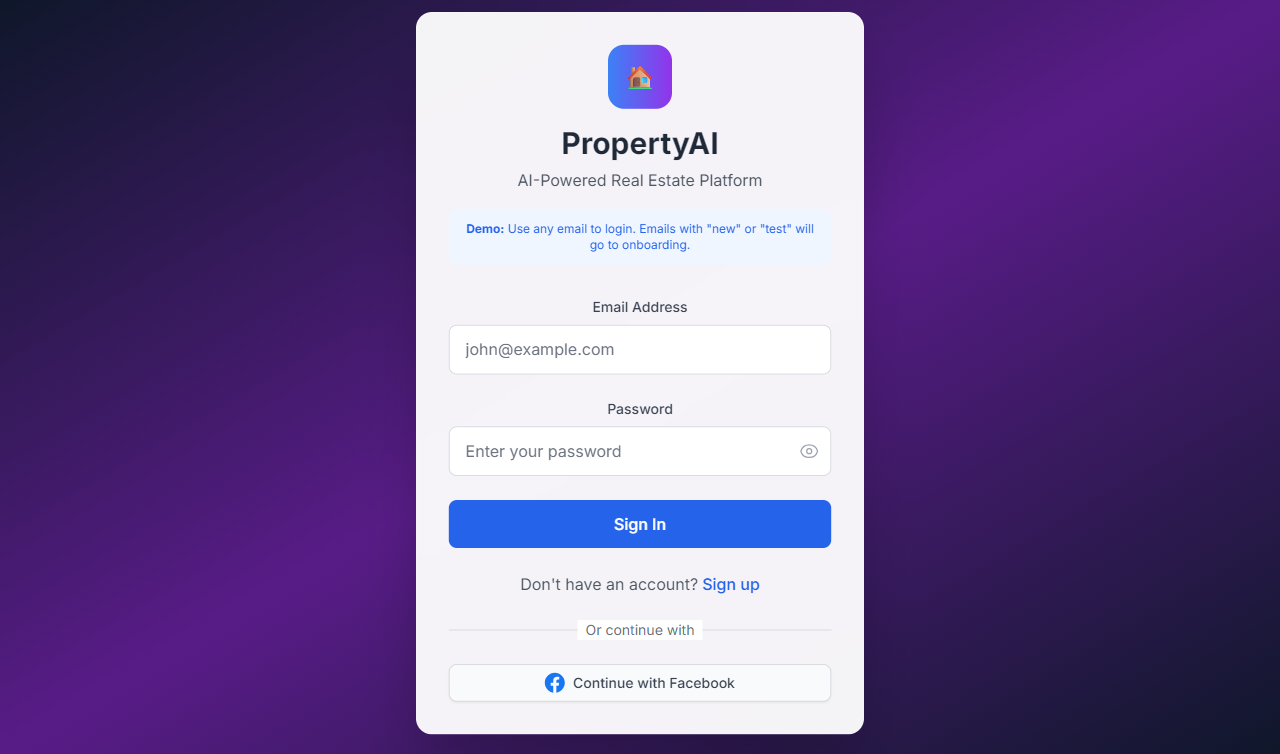 PropertyAI
AI-Powered Real Estate Platform
Demo: Use any email to login. Emails with "new" or "test" will
go to onboarding.
Email Address
john@example.com
Password
Enter your password
Sign In
Don't have an account? Sign up
Or continue with
Continue with Facebook